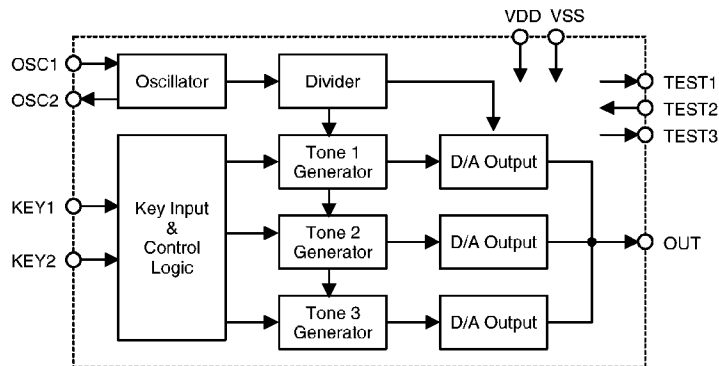 VDD VSS
OSC1
Oscillator
Divider
TEST1
OSC2
TEST2
TEST3
Tone 1
Generator
D/A Output
KEY1
Key Input
&
Control
Logic
Tone 2
Generator
D/A Output
OUT
KEY2
Tone 3
Generator
D/A Output